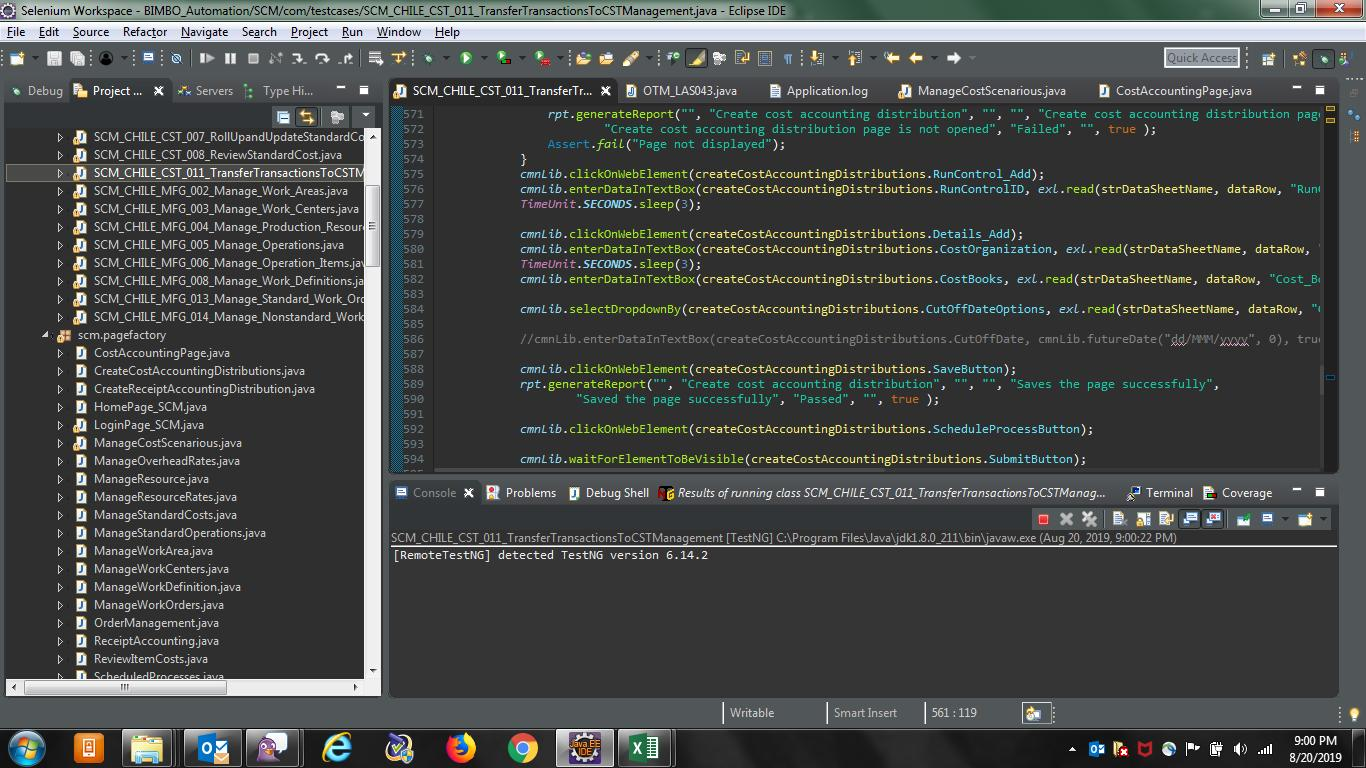 Selenium Workspace - BIMBO_Automation/SCM/com/testcases/SCM_CHILE_CST_011_TransferTransactionsToCSTManagement.java - Eclipse IDE
File Edit Source Refactor Navigate Search Project Run Window Help
Quick Access
Debug Project ... Servers Type Hi...
SCM_CHILE_CST_007_RollUpandUpdateStandardCo
SCM_CHILE_CST_008_ReviewStandardCost.java
SCM_CHILE_CST_011_TransferTransactionsToCSTM
SCM_CHILE_MFG_002_Manage_Work_Areas.java
SCM_CHILE_MFG_003_Manage_Work_Centers.java
SCM_CHILE_MFG_004_Manage_Production_Resour
SCM_CHILE_MFG_005_Manage_Operations.java
SCM_CHILE_MFG_006_Manage_Operation_Items.jav
SCM_CHILE_MFG_008_Manage_Work_Definitions.ja
SCM_CHILE_MFG_013_Manage_Standard_Work_Orc
SCM_CHILE_MFG_014_Manage_Nonstandard_Work
scm.pagefactory
CostAccountingPage.java
CreateCostAccountingDistributions.java
CreateReceiptAccountingDistribution.java
HomePage_SCM.java
LoginPage_SCM.java
ManageCostScenarious.java
ManageOverheadRates.java
ManageResource.java
ManageResourceRates.java
ManageStandardCosts.java
ManageStandardOperations.java
ManageWorkArea.java
ManageWorkCenters.java
ManageWorkDefinition.java
ManageWorkOrders.java
OrderManagement.java
ReceiptAccounting.java
ReviewItemCosts.java
ScheduledProcesses.java
SCM_CHILE_CST_011_TransferTr... OTM_LAS043.java Application.log ManageCostScenarious.java CostAccountingPage.java
571 rpt.generateReport("", "Create cost accounting distribution", "", "", "Create cost accounting distribution pag
572 "Create cost accounting distribution page is not opened", "Failed", "", true );
573 Assert.fail("Page not displayed");
574 }
575 cmnLib.clickOnWebElement(createCostAccountingDistributions.RunControl_Add);
576 cmnLib.enterDataInTextBox(createCostAccountingDistributions.RunControlID, exl.read(strDataSheetName, dataRow, "RunC
577 TimeUnit.SECONDS.sleep(3);
578
579 cmnLib.clickOnWebElement(createCostAccountingDistributions.Details_Add);
580 cmnLib.enterDataInTextBox(createCostAccountingDistributions.CostOrganization, exl.read(strDataSheetName, dataRow, "
581 TimeUnit.SECONDS.sleep(3);
582 cmnLib.enterDataInTextBox(createCostAccountingDistributions.CostBooks, exl.read(strDataSheetName, dataRow, "Cost_Bo
583
584 cmnLib.selectDropdownBy(createCostAccountingDistributions.CutOffDateOptions, exl.read(strDataSheetName, dataRow, "C
585
586 //cmnLib.enterDataInTextBox(createCostAccountingDistributions.CutOffDate, cmnLib.futureDate("dd/MMM/yyyy", 0), true
587
588 cmnLib.clickOnWebElement(createCostAccountingDistributions.SaveButton);
589 rpt.generateReport("", "Create cost accounting distribution", "", "", "Saves the page successfully",
590 "Saved the page successfully", "Passed", "", true );
591
592 cmnLib.clickOnWebElement(createCostAccountingDistributions.ScheduleProcessButton);
593
594 cmnLib.waitForElementToBeVisible(createCostAccountingDistributions.SubmitButton);
Console Problems Debug Shell Results of running class SCM_CHILE_CST_011_TransferTransactionsToCSTManag... Terminal Coverage
SCM_CHILE_CST_011_TransferTransactionsToCSTManagement [TestNG] C:\Program Files\Java\jdk1.8.0_211\bin\javaw.exe (Aug 20, 2019, 9:00:22 PM)
[RemoteTestNG] detected TestNG version 6.14.2
Writable Smart Insert 561 : 119
Java EE
IDE
9:00 PM
8/20/2019